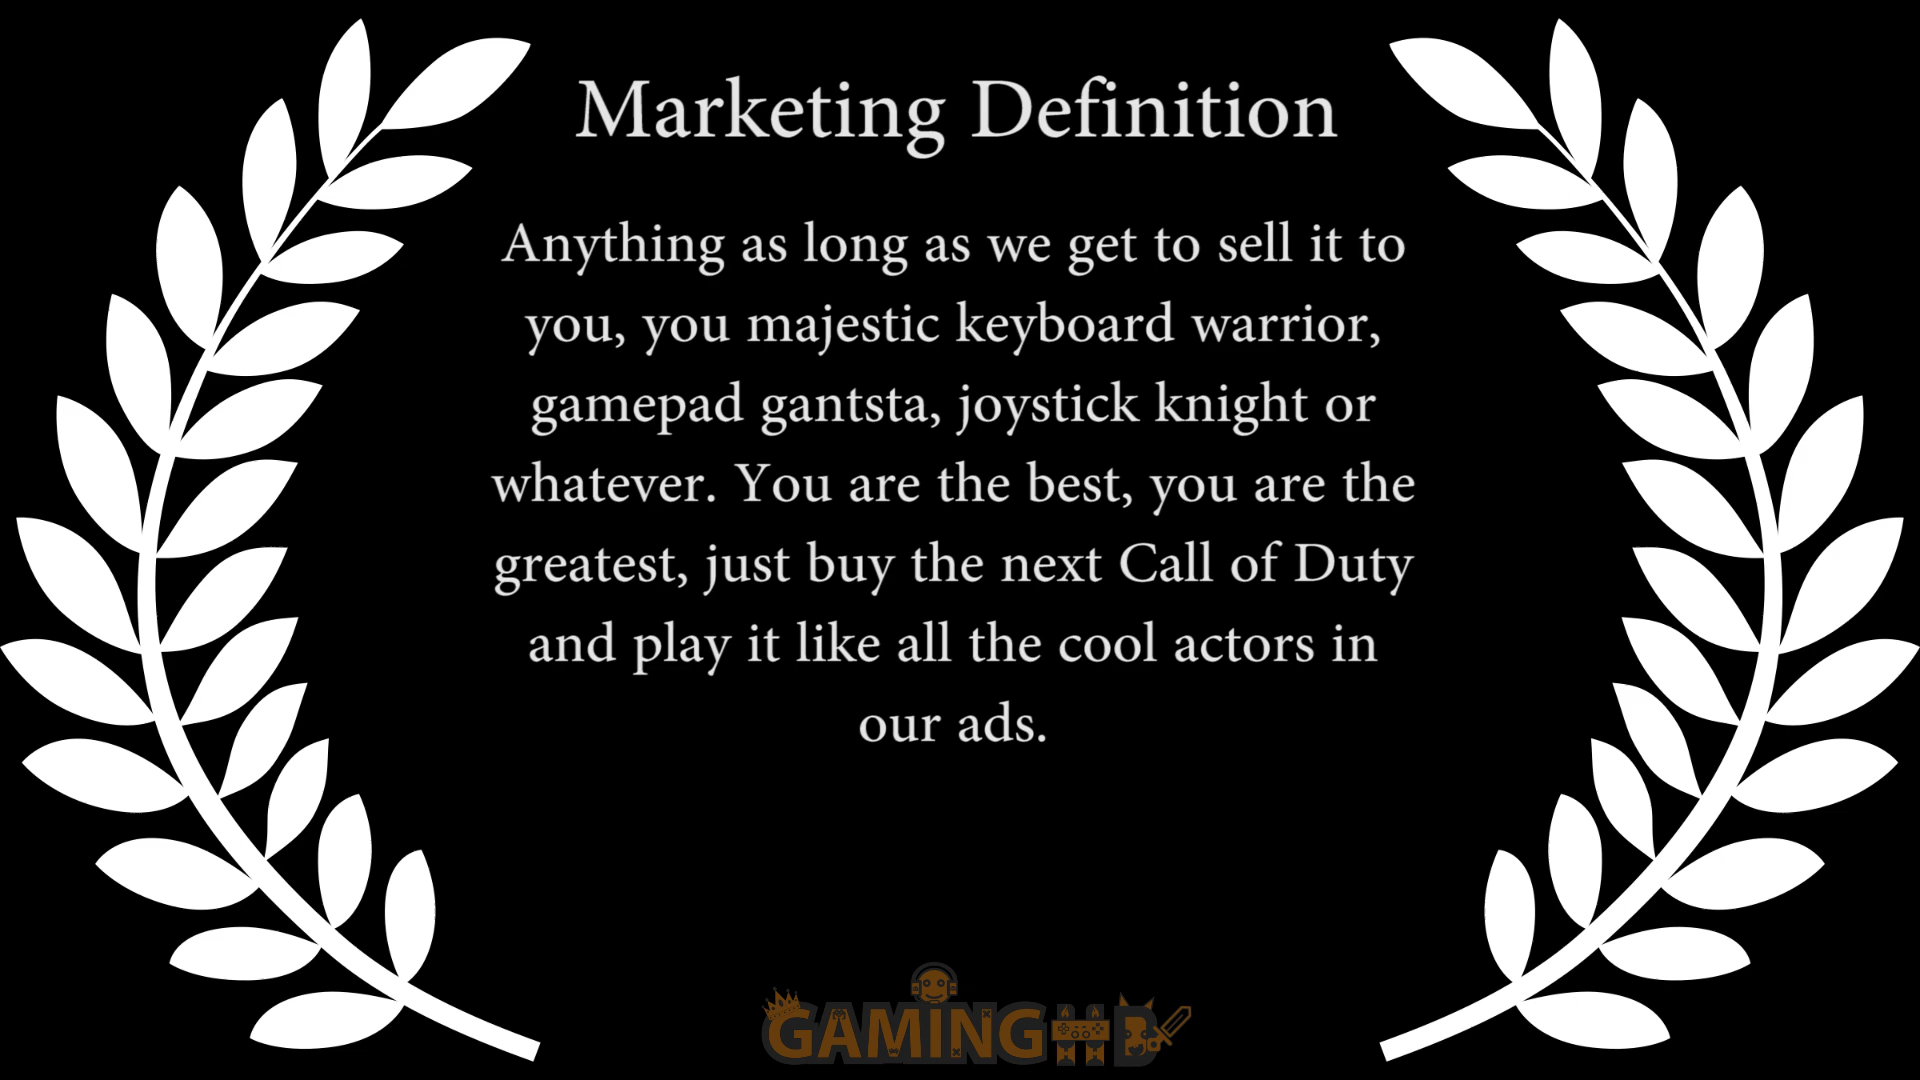 Marketing Definition
Anything as long as we get to sell it to
you, you majestic keyboard warrior,
gamepad gantsta, joystick knight or
whatever. You are the best, you are the
greatest, just buy the next Call of Duty
and play it like all the cool actors in
our ads.
GAMINGHB